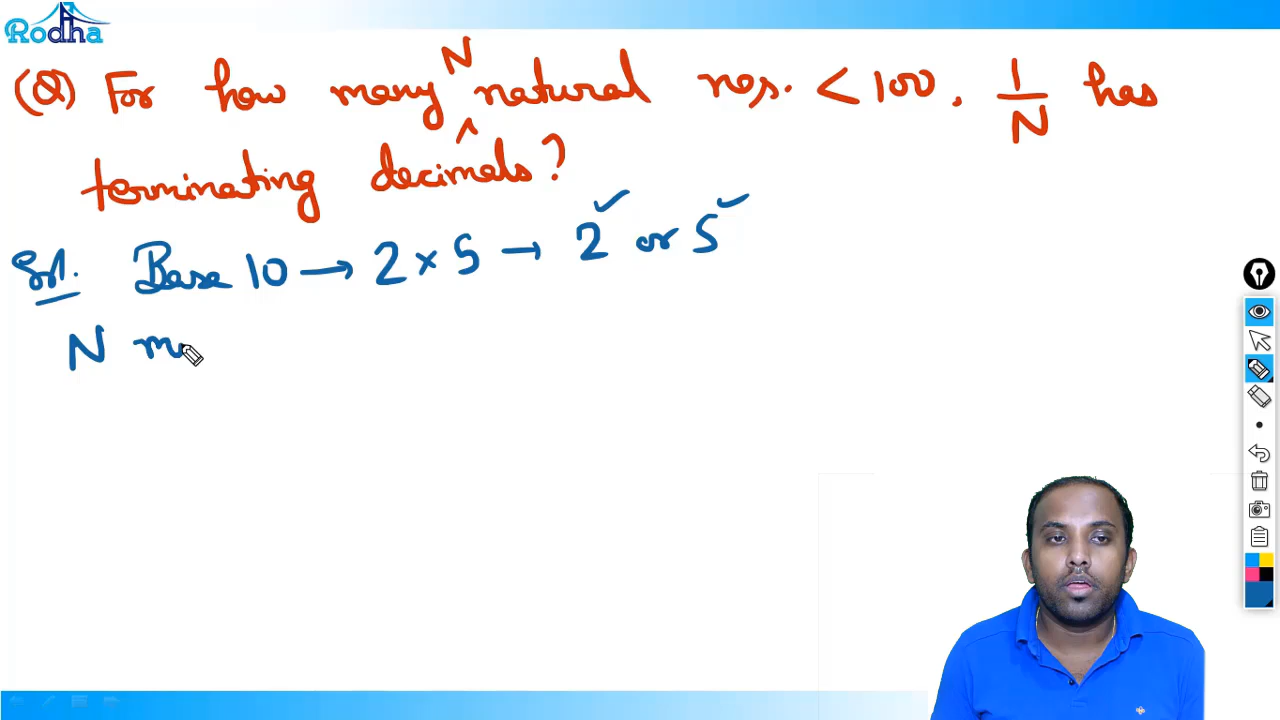 Rodha
(Q) For how many N natural nos. < 100, 1/N has
terminating decimals?
Sol. Base 10 → 2 × 5 → 2 ✓ or 5 ✓
N m